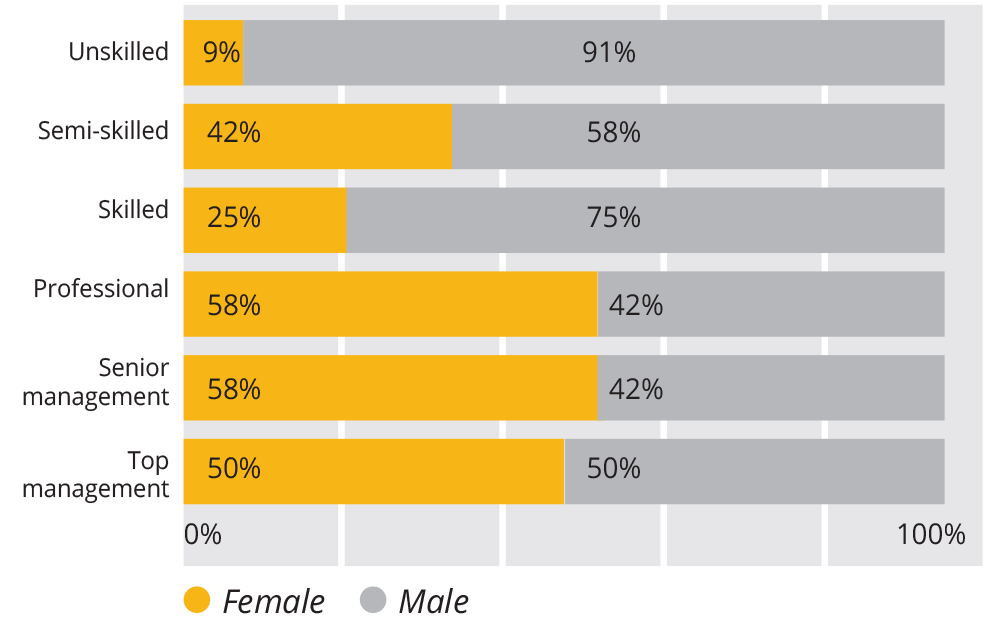 Unskilled 9% 91%
Semi-skilled 42% 58%
Skilled 25% 75%
Professional 58% 42%
Senior
management 58% 42%
Top
management 50% 50%
0% 100%
Female Male